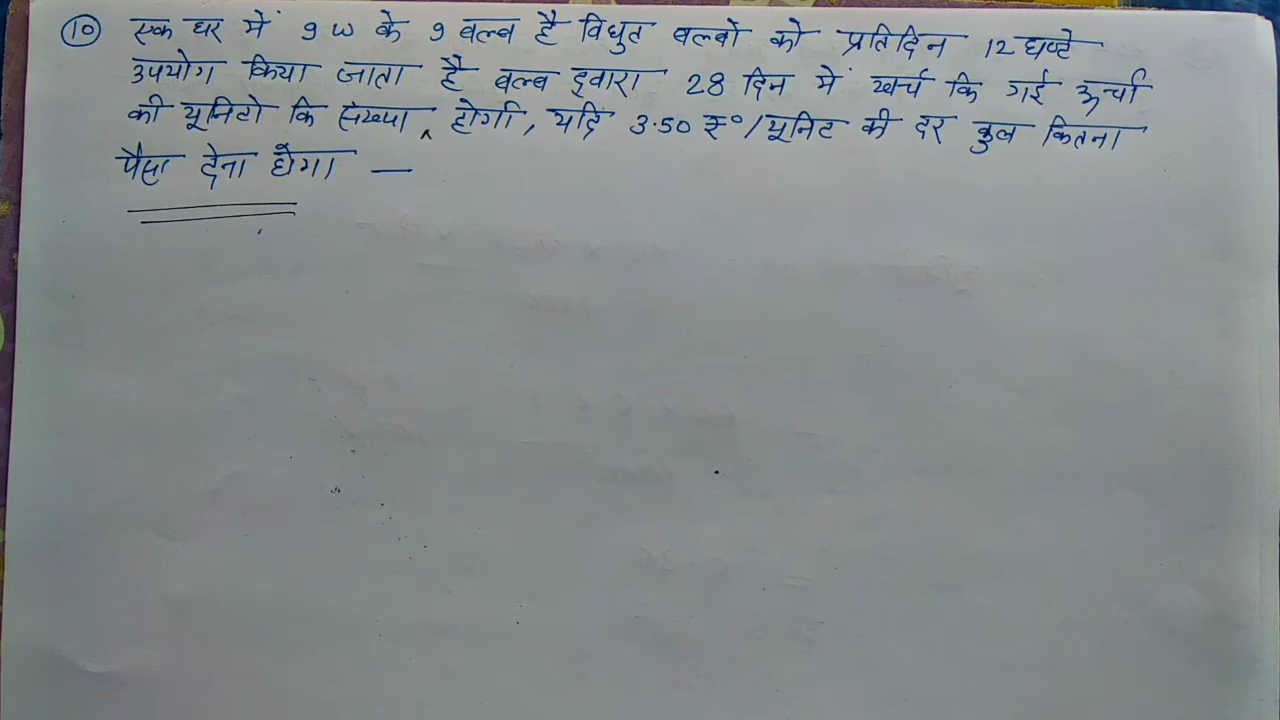 ⑩ एक घर में 9 W के 9 बल्ब है विधुत बल्बो को प्रतिदिन 12 घण्टे
उपयोग किया जाता है बल्ब द्वारा 28 दिन में खर्च कि गई ऊर्जा
की यूनिटो कि संख्या ^ होगी, यदि 3.50 रु०/यूनिट की दर कुल कितना
पैसा देना होगा —